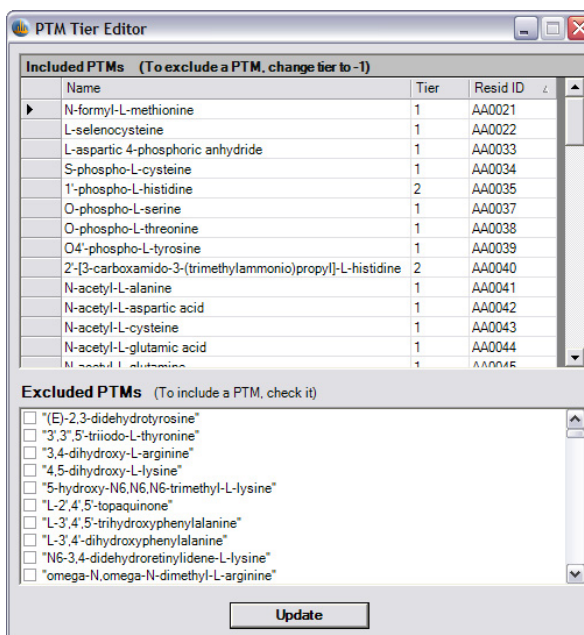 PTM Tier Editor
Included PTMs (To exclude a PTM, change tier to -1)
Name Tier Resid ID
N-formyl-L-methionine 1 AA0021
L-selenocysteine 1 AA0022
L-aspartic 4-phosphoric anhydride 1 AA0033
S-phospho-L-cysteine 1 AA0034
1'-phospho-L-histidine 2 AA0035
O-phospho-L-serine 1 AA0037
O-phospho-L-threonine 1 AA0038
O4'-phospho-L-tyrosine 1 AA0039
2'-[3-carboxamido-3-(trimethylammonio)propyl]-L-histidine 2 AA0040
N-acetyl-L-alanine 1 AA0041
N-acetyl-L-aspartic acid 1 AA0042
N-acetyl-L-cysteine 1 AA0043
N-acetyl-L-glutamic acid 1 AA0044
N-acetyl-L-glutamine 1 AA0045
Excluded PTMs (To include a PTM, check it)
"(E)-2,3-didehydrotyrosine"
"3',3'',5'-triiodo-L-thyronine"
"3,4-dihydroxy-L-arginine"
"4,5-dihydroxy-L-lysine"
"5-hydroxy-N6,N6,N6-trimethyl-L-lysine"
"L-2',4',5'-topaquinone"
"L-3',4',5'-trihydroxyphenylalanine"
"L-3',4'-dihydroxyphenylalanine"
"N6-3,4-didehydroretinylidene-L-lysine"
"omega-N,omega-N-dimethyl-L-arginine"
Update